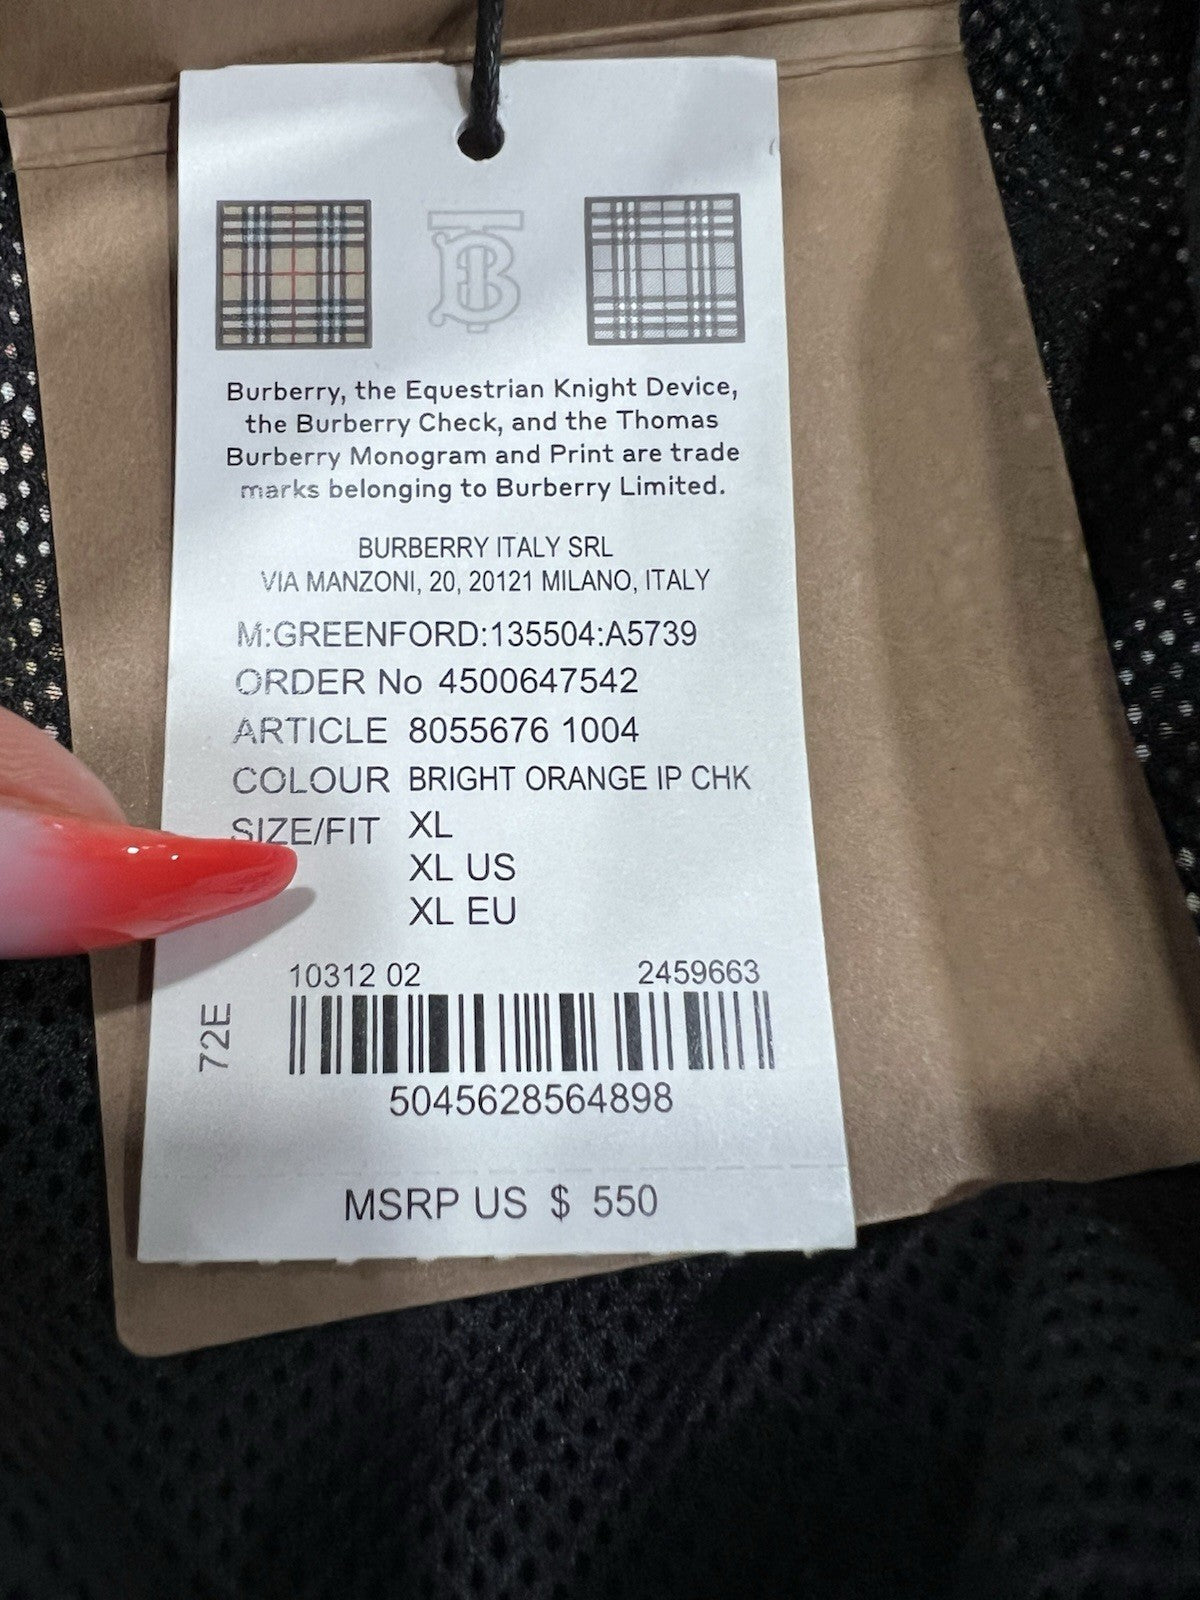 Burberry, the Equestrian Knight Device,
the Burberry Check, and the Thomas
Burberry Monogram and Print are trade
marks belonging to Burberry Limited.
BURBERRY ITALY SRL
VIA MANZONI, 20, 20121 MILANO, ITALY
M:GREENFORD:135504:A5739
ORDER No 4500647542
ARTICLE 8055676 1004
COLOUR BRIGHT ORANGE IP CHK
SIZE/FIT XL
XL US
XL EU
10312 02 2459663
72E
5045628564898
MSRP US $ 550